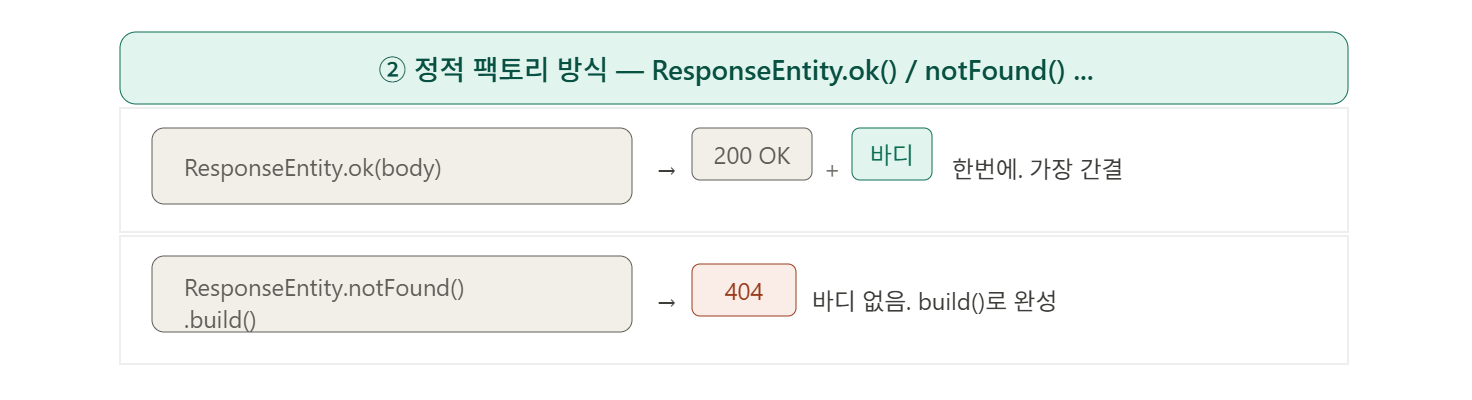 ② 정적 팩토리 방식 — ResponseEntity.ok() / notFound() ...
ResponseEntity.ok(body) → 200 OK + 바디 한번에. 가장 간결
ResponseEntity.notFound()
.build()
→ 404 바디 없음. build()로 완성